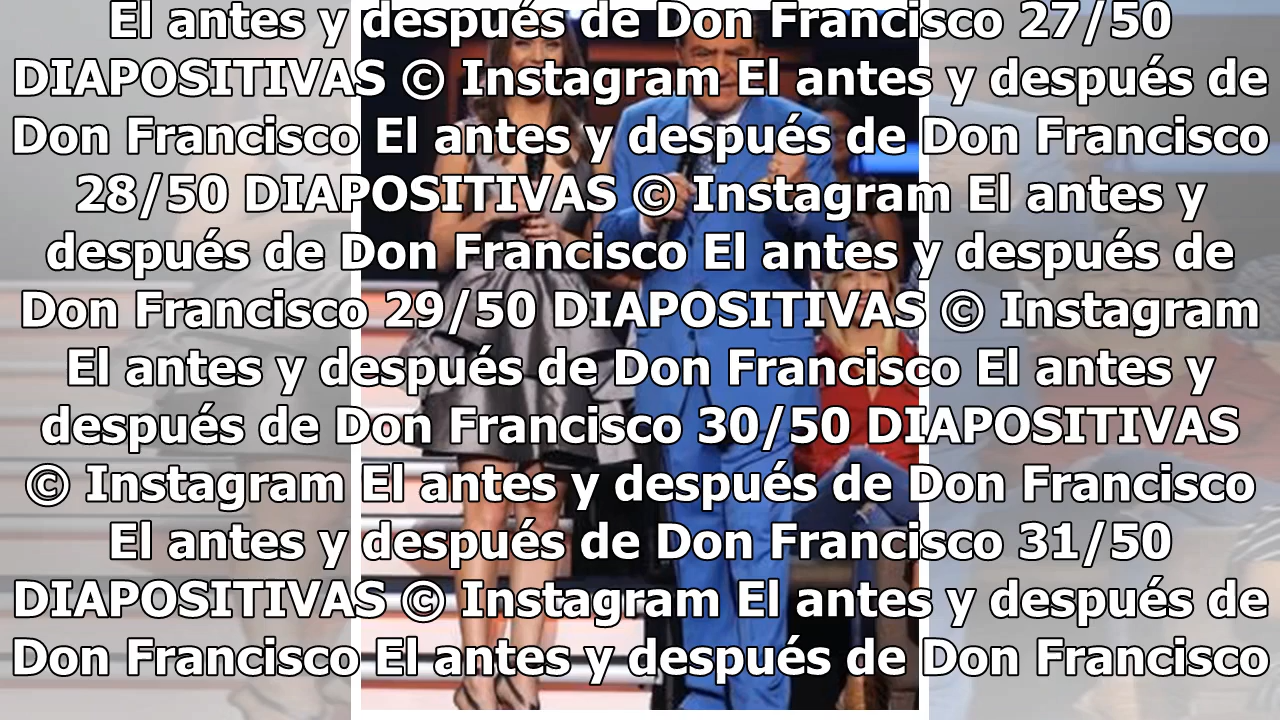 El antes y después de Don Francisco 27/50
DIAPOSITIVAS © Instagram El antes y después de
Don Francisco El antes y después de Don Francisco
28/50 DIAPOSITIVAS © Instagram El antes y
después de Don Francisco El antes y después de
Don Francisco 29/50 DIAPOSITIVAS © Instagram
El antes y después de Don Francisco El antes y
después de Don Francisco 30/50 DIAPOSITIVAS
© Instagram El antes y después de Don Francisco
El antes y después de Don Francisco 31/50
DIAPOSITIVAS © Instagram El antes y después de
Don Francisco El antes y después de Don Francisco